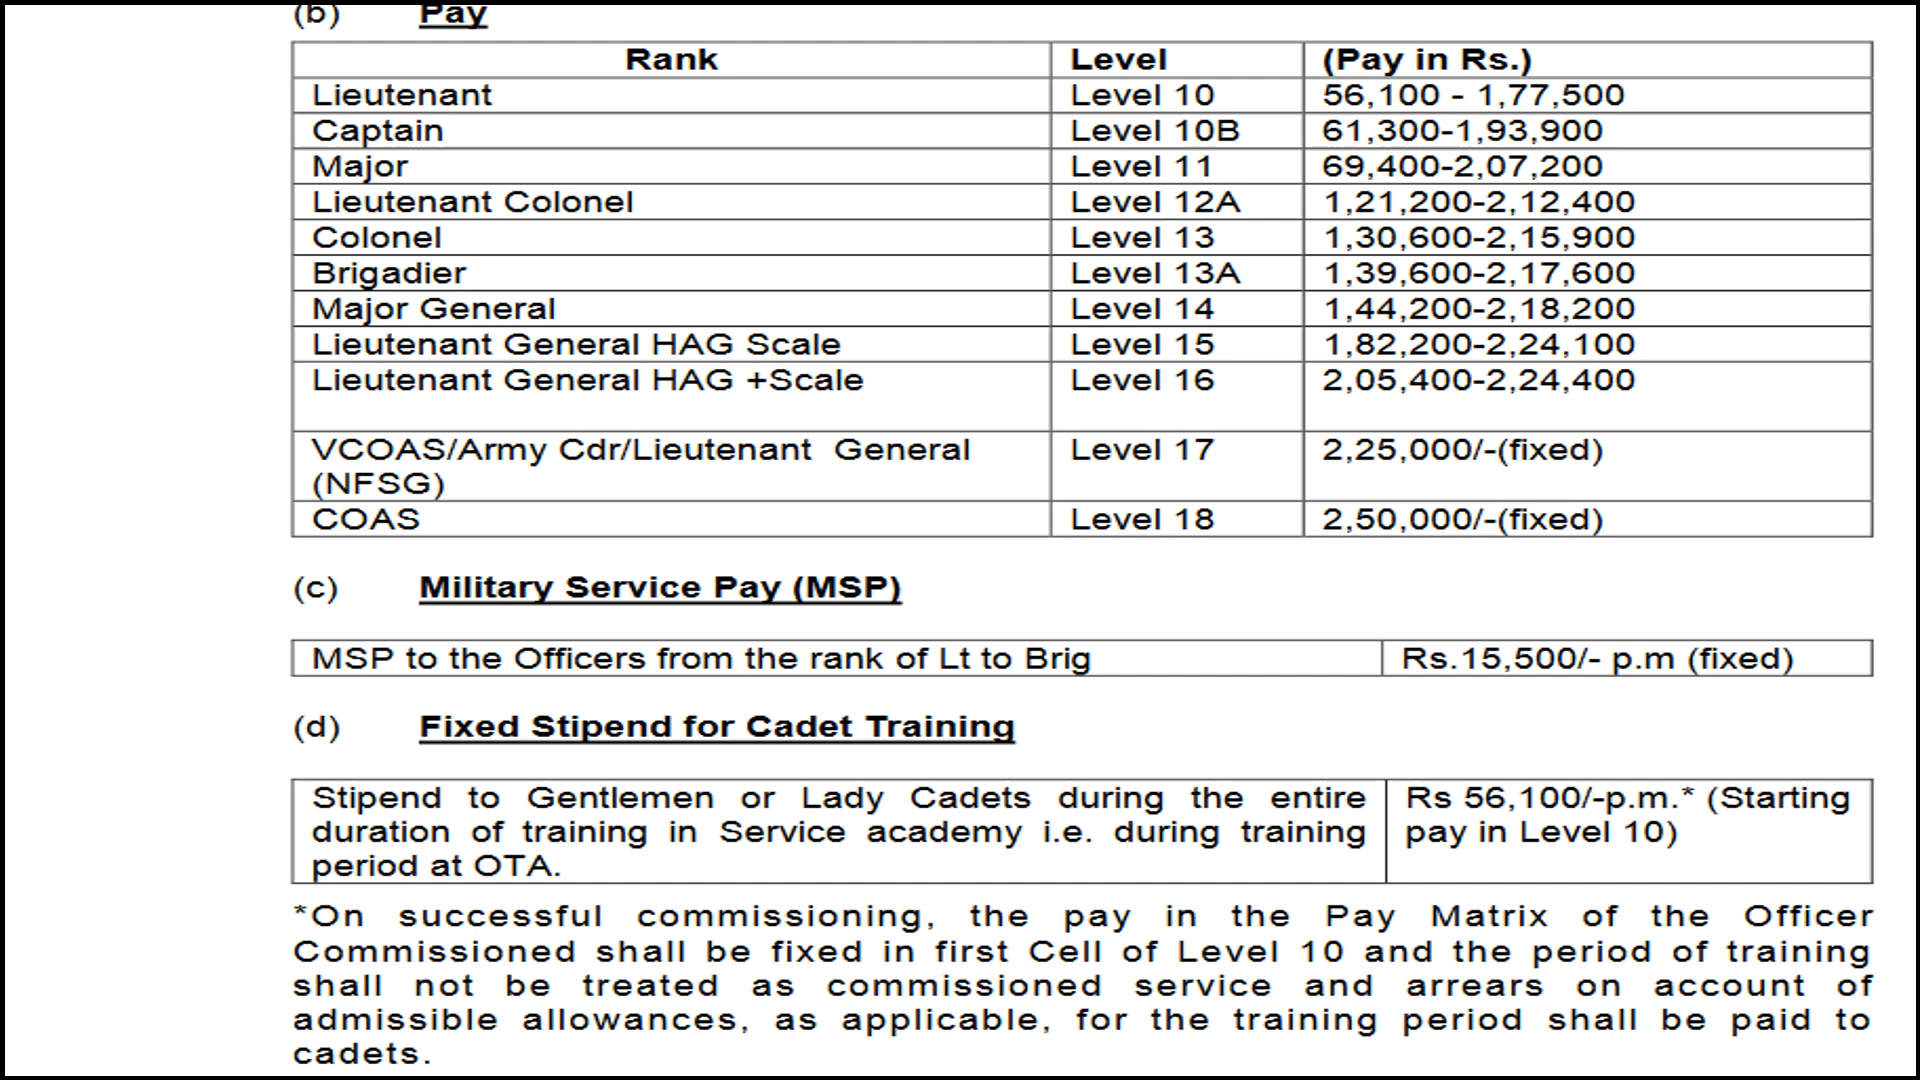 (b) Pay
Rank Level (Pay in Rs.)
Lieutenant Level 10 56,100 - 1,77,500
Captain Level 10B 61,300-1,93,900
Major Level 11 69,400-2,07,200
Lieutenant Colonel Level 12A 1,21,200-2,12,400
Colonel Level 13 1,30,600-2,15,900
Brigadier Level 13A 1,39,600-2,17,600
Major General Level 14 1,44,200-2,18,200
Lieutenant General HAG Scale Level 15 1,82,200-2,24,100
Lieutenant General HAG +Scale Level 16 2,05,400-2,24,400
VCOAS/Army Cdr/Lieutenant General Level 17 2,25,000/-(fixed)
(NFSG)
COAS Level 18 2,50,000/-(fixed)
(c) Military Service Pay (MSP)
MSP to the Officers from the rank of Lt to Brig Rs.15,500/- p.m (fixed)
(d) Fixed Stipend for Cadet Training
Stipend to Gentlemen or Lady Cadets during the entire Rs 56,100/-p.m.* (Starting
duration of training in Service academy i.e. during training pay in Level 10)
period at OTA.
*On successful commissioning, the pay in the Pay Matrix of the Officer
Commissioned shall be fixed in first Cell of Level 10 and the period of training
shall not be treated as commissioned service and arrears on account of
admissible allowances, as applicable, for the training period shall be paid to
cadets.